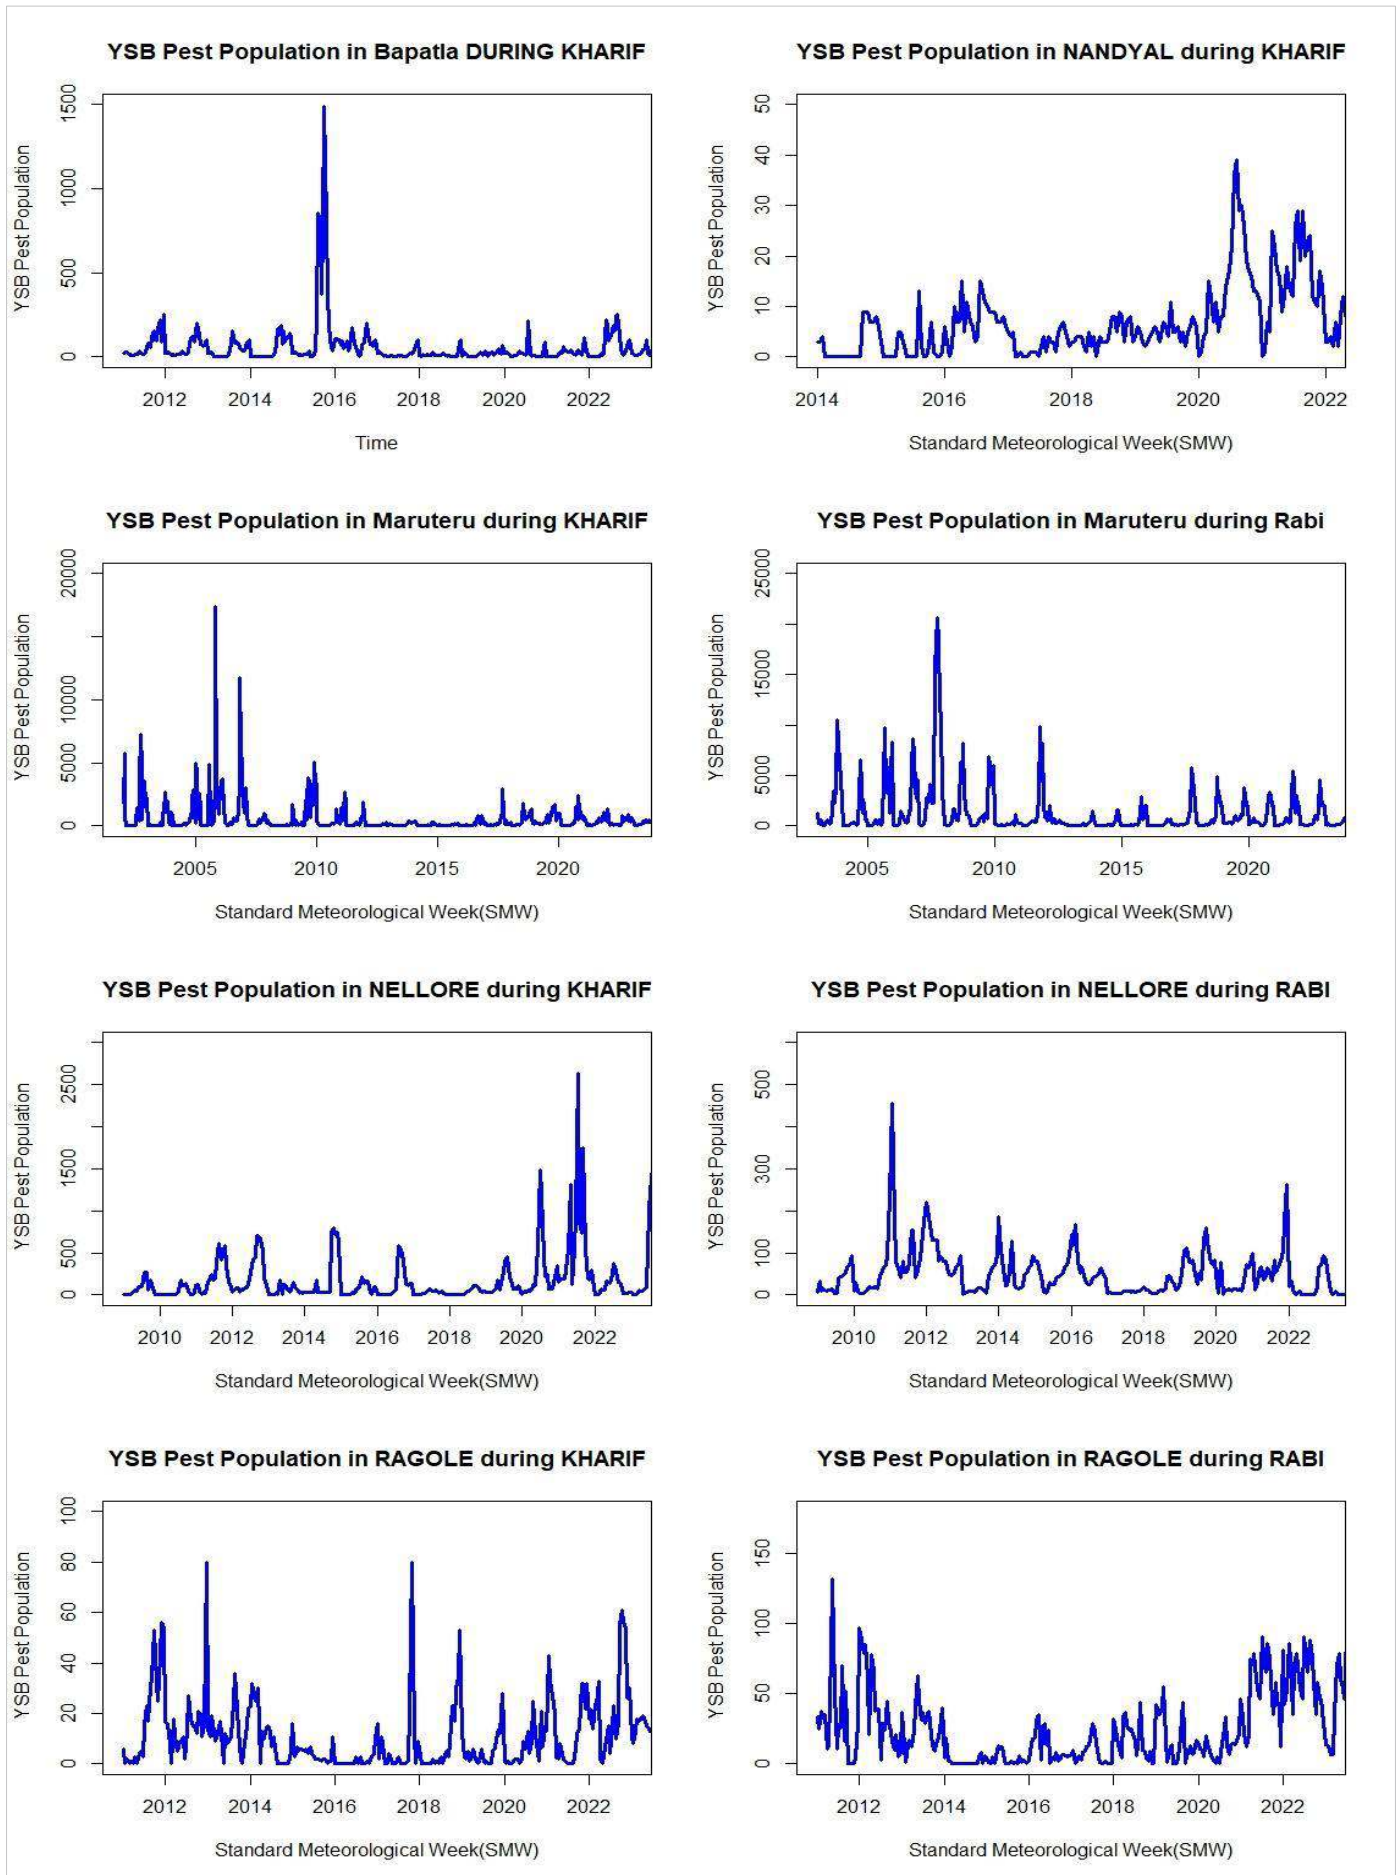 YSB Pest Population in Bapatla DURING KHARIF
YSB Pest Population
1500
1000
500
0
2012 2014 2016 2018 2020 2022
Time
YSB Pest Population in NANDYAL during KHARIF
YSB Pest Population
50
40
30
20
10
0
2014 2016 2018 2020 2022
Standard Meteorological Week(SMW)
YSB Pest Population in Maruteru during KHARIF
YSB Pest Population
20000
10000
5000
0
2005 2010 2015 2020
Standard Meteorological Week(SMW)
YSB Pest Population in Maruteru during Rabi
YSB Pest Population
25000
15000
5000
0
2005 2010 2015 2020
Standard Meteorological Week(SMW)
YSB Pest Population in NELLORE during KHARIF
YSB Pest Population
2500
1500
500
0
2010 2012 2014 2016 2018 2020 2022
Standard Meteorological Week(SMW)
YSB Pest Population in NELLORE during RABI
YSB Pest Population
500
300
100
0
2010 2012 2014 2016 2018 2020 2022
Standard Meteorological Week(SMW)
YSB Pest Population in RAGOLE during KHARIF
YSB Pest Population
100
80
60
40
20
0
2012 2014 2016 2018 2020 2022
Standard Meteorological Week(SMW)
YSB Pest Population in RAGOLE during RABI
YSB Pest Population
150
100
50
0
2012 2014 2016 2018 2020 2022
Standard Meteorological Week(SMW)